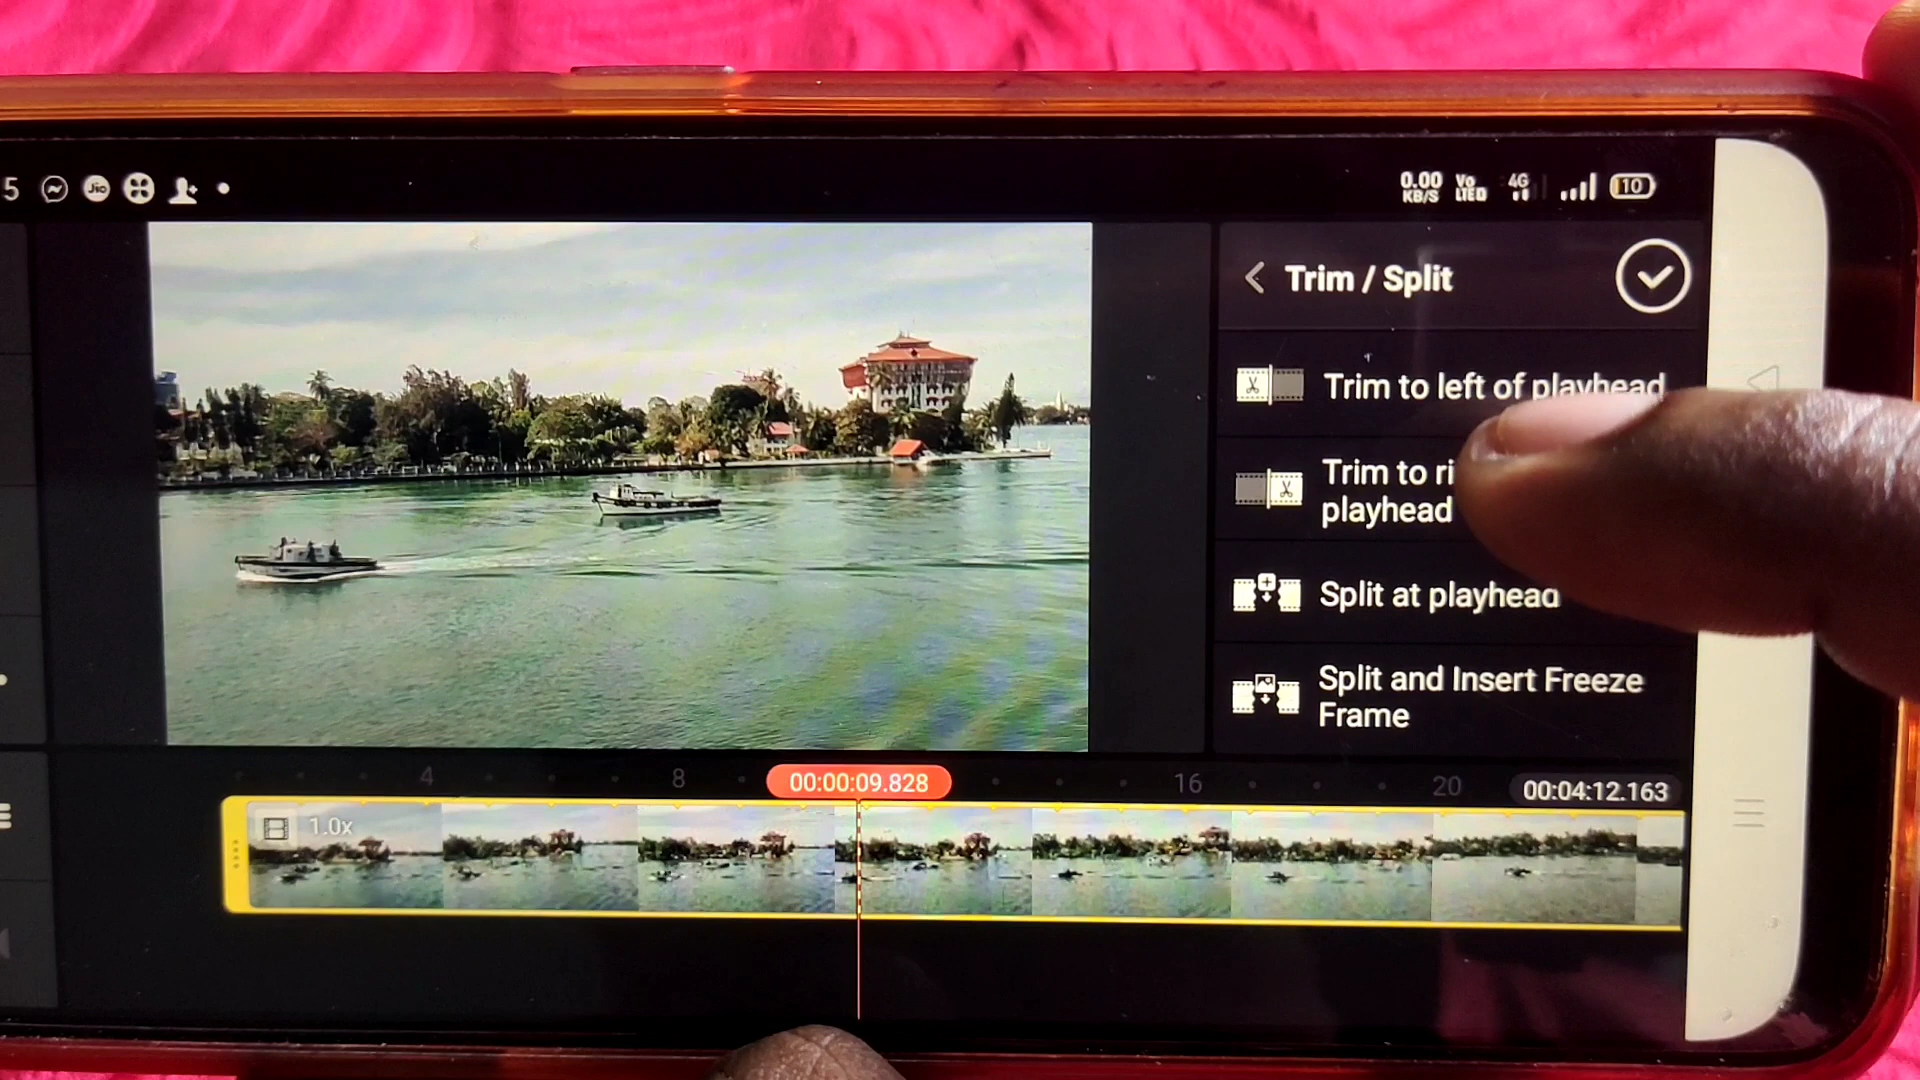 5
Jio
0.00
KB/S
Vo
LTE
4G
10
Trim / Split
Trim to left of playhead
Trim to ri
playhead
Split at playhead
Split and Insert Freeze
Frame
4
8
00:00:09.828
16
20
00:04:12.163
1.0x